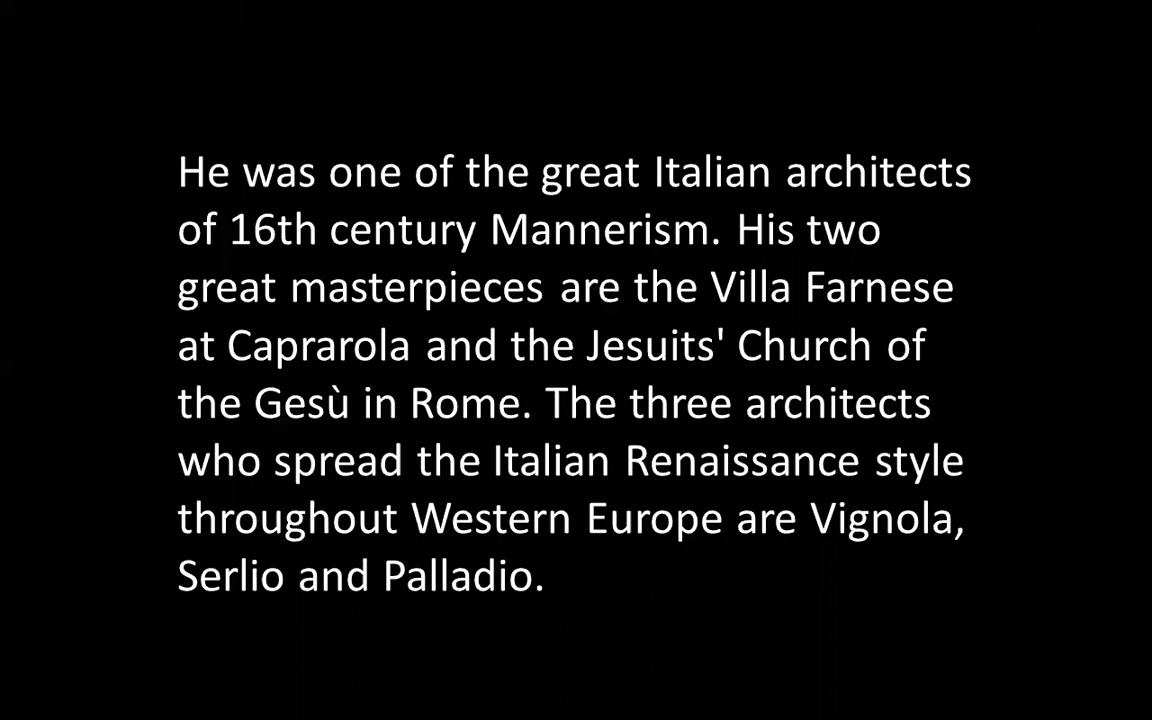 He was one of the great Italian architects
of 16th century Mannerism. His two
great masterpieces are the Villa Farnese
at Caprarola and the Jesuits' Church of
the Gesù in Rome. The three architects
who spread the Italian Renaissance style
throughout Western Europe are Vignola,
Serlio and Palladio.